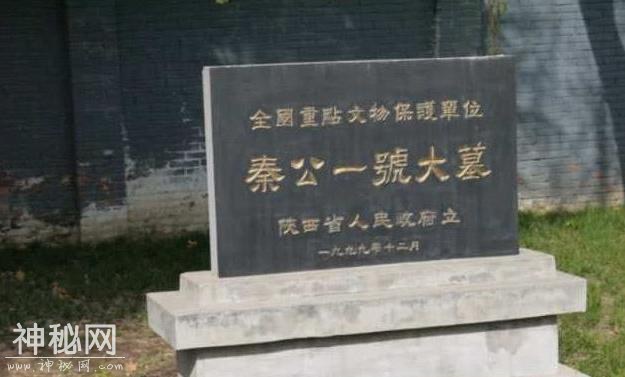 全國重點文物保護單位
秦公一號大墓
陝西省人民政府立
一九九九年十二月
神秘网
www.神秘网.com